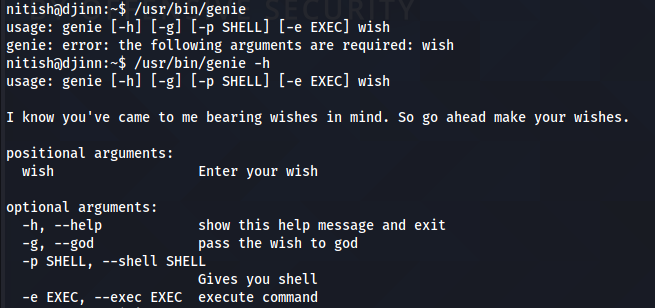 nitish@djinn:~$ /usr/bin/genie
usage: genie [-h] [-g] [-p SHELL] [-e EXEC] wish
genie: error: the following arguments are required: wish
nitish@djinn:~$ /usr/bin/genie -h
usage: genie [-h] [-g] [-p SHELL] [-e EXEC] wish

I know you've came to me bearing wishes in mind. So go ahead make your wishes.

positional arguments:
  wish                  Enter your wish

optional arguments:
  -h, --help            show this help message and exit
  -g, --god             pass the wish to god
  -p SHELL, --shell SHELL
                        Gives you shell
  -e EXEC, --exec EXEC  execute command